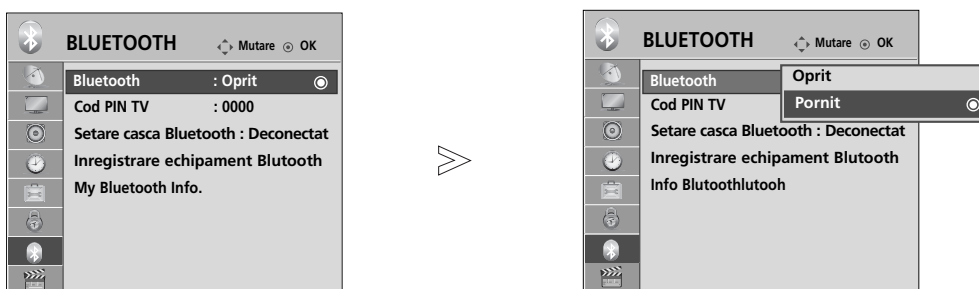 BLUETOOTH Mutare OK
Bluetooth : Oprit
Cod PIN TV : 0000
Setare casca Bluetooth : Deconectat
Inregistrare echipament Blutooth
My Bluetooth Info.
BLUETOOTH Mutare OK
Bluetooth
Oprit
Pornit
Cod PIN TV
Setare casca Bluetooth : Deconectat
Inregistrare echipament Blutooth
Info Blutoothlutooh